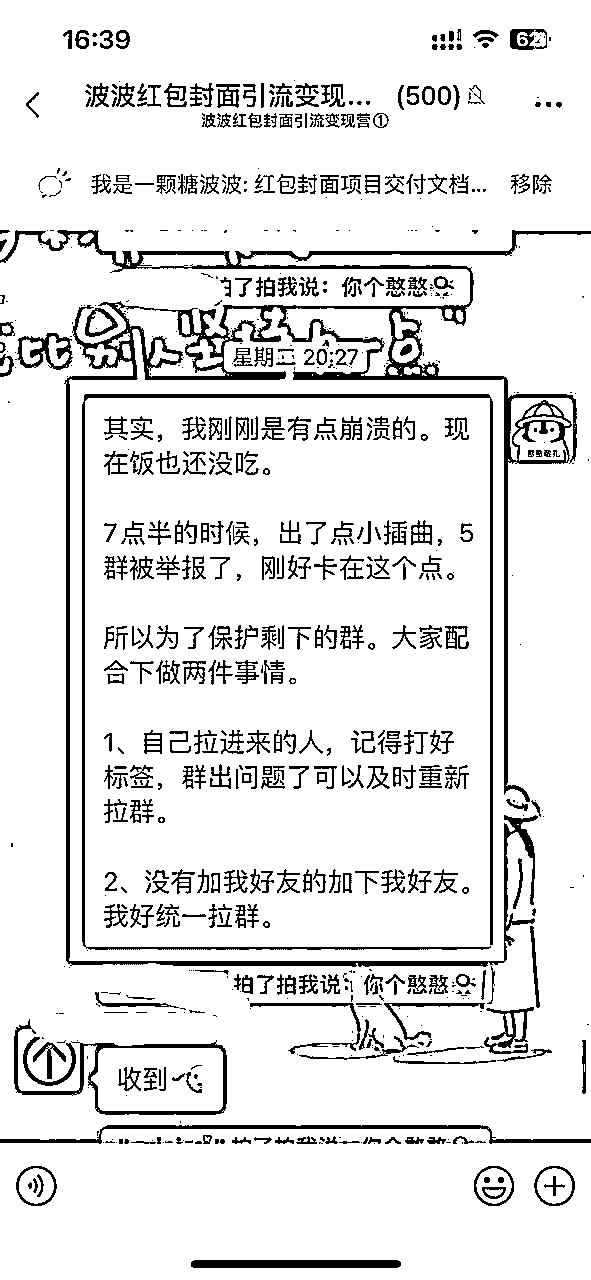 16:39
波波红包封面引流变现... (500)
波波红包封面引流变现营①
我是一颗糖波波: 红包封面项目交付文档... 移除
拍了拍我说：你个憨憨
比别人
星期二 20:27
其实，我刚刚是有点崩溃的。现
在饭也还没吃。
7点半的时候，出了点小插曲，5
群被举报了，刚好卡在这个点。
所以为了保护剩下的群。大家配
合下做两件事情。
1、自己拉进来的人，记得打好
标签，群出问题了可以及时重新
拉群。
2、没有加我好友的加下我好友。
我好统一拉群。
拍了拍我说：你个憨憨
个
收到
拍了拍我说：你个憨憨